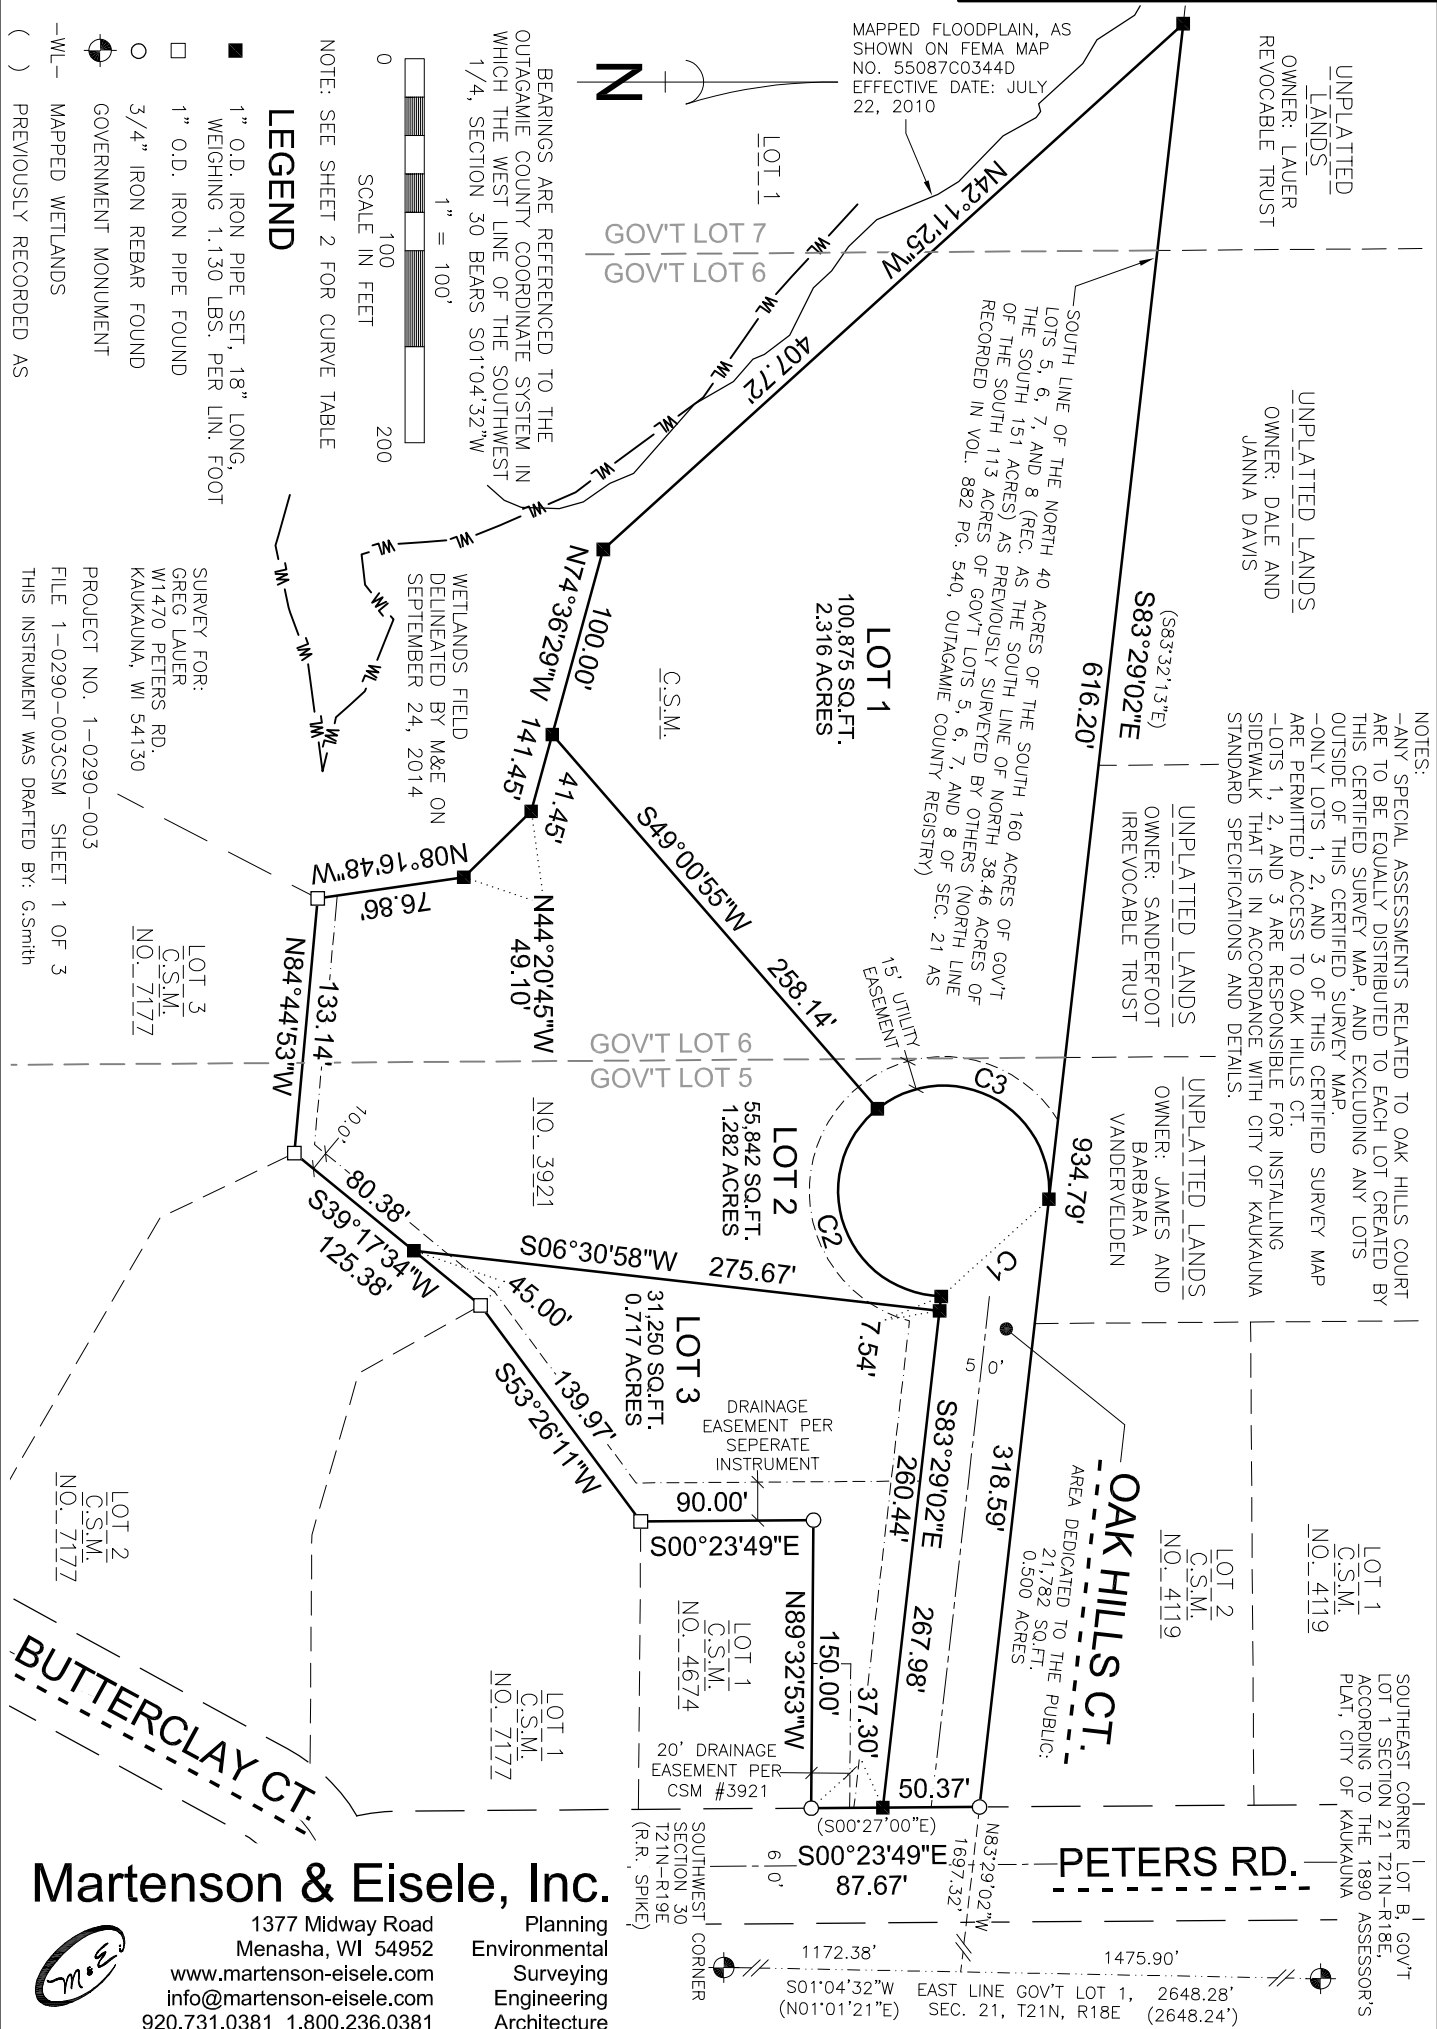 NOTES:
-ANY SPECIAL ASSESSMENTS RELATED TO OAK HILLS COURT
ARE TO BE EQUALLY DISTRIBUTED TO EACH LOT CREATED BY
THIS CERTIFIED SURVEY MAP, AND EXCLUDING ANY LOTS
OUTSIDE OF THIS CERTIFIED SURVEY MAP.
-ONLY LOTS 1, 2, AND 3 OF THIS CERTIFIED SURVEY MAP
ARE PERMITTED ACCESS TO OAK HILLS CT.
-LOTS 1, 2, AND 3 ARE RESPONSIBLE FOR INSTALLING
SIDEWALK THAT IS IN ACCORDANCE WITH CITY OF KAUKAUNA
STANDARD SPECIFICATIONS AND DETAILS.
UNPLATTED
LANDS
OWNER: LAUER
REVOCABLE TRUST
UNPLATTED LANDS
OWNER: DALE AND
JANNA DAVIS
UNPLATTED LANDS
OWNER: SANDERFOOT
IRREVOCABLE TRUST
UNPLATTED LANDS
OWNER: JAMES AND
BARBARA
VANDERVELDEN
LOT 1
C.S.M.
NO. 4119
LOT 2
C.S.M.
NO. 4119
SOUTHEAST CORNER LOT B, GOV'T
LOT 1 SECTION 21 T21N-R18E,
ACCORDING TO THE 1890 ASSESSOR'S
PLAT, CITY OF KAUKAUNA
MAPPED FLOODPLAIN, AS
SHOWN ON FEMA MAP
NO. 55087C0344D
EFFECTIVE DATE: JULY
22, 2010
(S83°32'13"E)
S83°29'02"E
616.20'
934.79'
318.59'
SOUTH LINE OF THE NORTH 40 ACRES OF THE SOUTH 160 ACRES OF GOV'T
LOTS 5, 6, 7, AND 8 (REC. AS THE SOUTH LINE OF NORTH 38.46 ACRES OF
THE SOUTH 151 ACRES) AS PREVIOUSLY SURVEYED BY OTHERS (NORTH LINE
OF THE SOUTH 113 ACRES OF GOV'T LOTS 5, 6, 7, AND 8 OF SEC. 21 AS
RECORDED IN VOL. 882 PG. 540, OUTAGAMIE COUNTY REGISTRY)
OAK HILLS CT.
AREA DEDICATED TO THE PUBLIC:
21,782 SQ.FT.
0.500 ACRES
N
LOT 1
GOV'T LOT 7
GOV'T LOT 6
N42°11'25"W
407.72'
LOT 1
100,875 SQ.FT.
2.316 ACRES
C.S.M.
15' UTILITY
EASEMENT
C3
C2
C1
50'
S49°00'55"W
258.14'
GOV'T LOT 6
GOV'T LOT 5
LOT 2
55,842 SQ.FT.
1.282 ACRES
NO. 3921
S06°30'58"W
275.67'
7.54'
S83°29'02"E
260.44'
267.98'
37.30'
LOT 3
31,250 SQ.FT.
0.717 ACRES
DRAINAGE
EASEMENT PER
SEPERATE
INSTRUMENT
90.00'
S00°23'49"E
N89°32'53"W
150.00'
LOT 1
C.S.M.
NO. 4674
20' DRAINAGE
EASEMENT PER
CSM #3921
50.37'
(S00°27'00"E)
S00°23'49"E
87.67'
60'
PETERS RD.
N83°29'02"W
1697.32'
1172.38'
1475.90'
S01°04'32"W
(N01°01'21"E)
EAST LINE GOV'T LOT 1,
SEC. 21, T21N, R18E
2648.28'
(2648.24')
SOUTHWEST CORNER
SECTION 30
T21N-R19E
(R.R. SPIKE)
N74°36'29"W
100.00'
141.45'
41.45'
N44°20'45"W
49.10'
N08°16'48"W
76.86'
N84°44'53"W
133.14'
10.0'
80.38'
S39°17'34"W
125.38'
45.00'
S53°26'11"W
139.97'
WL
WL
WL
WL
WL
WL
WL
WL
WL
WL
WL
WL
WL
WL
WETLANDS FIELD
DELINEATED BY M&E ON
SEPTEMBER 24, 2014
LOT 3
C.S.M.
NO. 7177
LOT 2
C.S.M.
NO. 7177
LOT 1
C.S.M.
NO. 7177
BUTTERCLAY CT.
BEARINGS ARE REFERENCED TO THE
OUTAGAMIE COUNTY COORDINATE SYSTEM IN
WHICH THE WEST LINE OF THE SOUTHWEST
1/4, SECTION 30 BEARS S01°04'32"W
1" = 100'
0
100
200
SCALE IN FEET
NOTE: SEE SHEET 2 FOR CURVE TABLE
LEGEND
1" O.D. IRON PIPE SET, 18" LONG,
WEIGHING 1.130 LBS. PER LIN. FOOT
1" O.D. IRON PIPE FOUND
3/4" IRON REBAR FOUND
GOVERNMENT MONUMENT
-WL- MAPPED WETLANDS
( ) PREVIOUSLY RECORDED AS
SURVEY FOR:
GREG LAUER
W1470 PETERS RD.
KAUKAUNA, WI 54130
PROJECT NO. 1-0290-003
FILE 1-0290-003CSM SHEET 1 OF 3
THIS INSTRUMENT WAS DRAFTED BY: G.Smith
Martenson & Eisele, Inc.
M&E
1377 Midway Road
Menasha, WI 54952
www.martenson-eisele.com
info@martenson-eisele.com
920.731.0381 1.800.236.0381
Planning
Environmental
Surveying
Engineering
Architecture